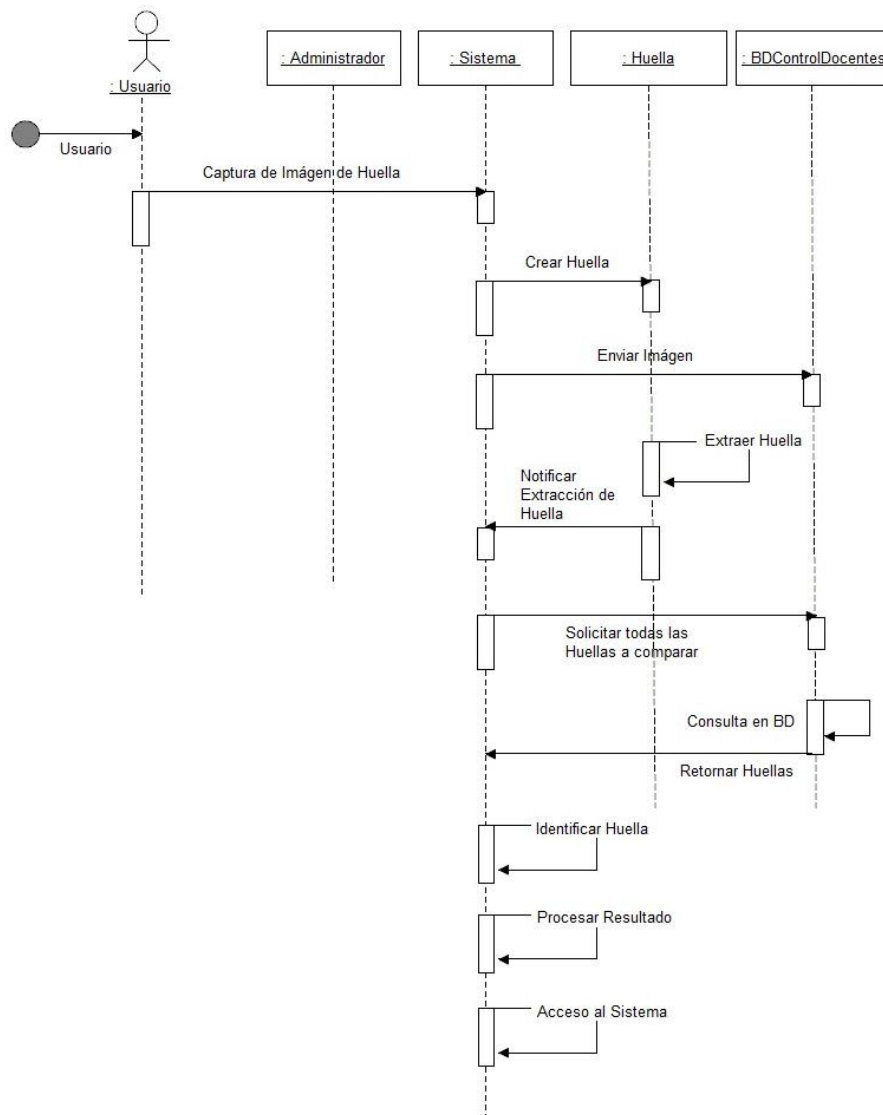 : Usuario
: Administrador
: Sistema
: Huella
: BDControlDocentes
Usuario
Captura de Imágen de Huella
Crear Huella
Enviar Imágen
Extraer Huella
Notificar
Extracción de
Huella
Solicitar todas las
Huellas a comparar
Consulta en BD
Retornar Huellas
Identificar Huella
Procesar Resultado
Acceso al Sistema